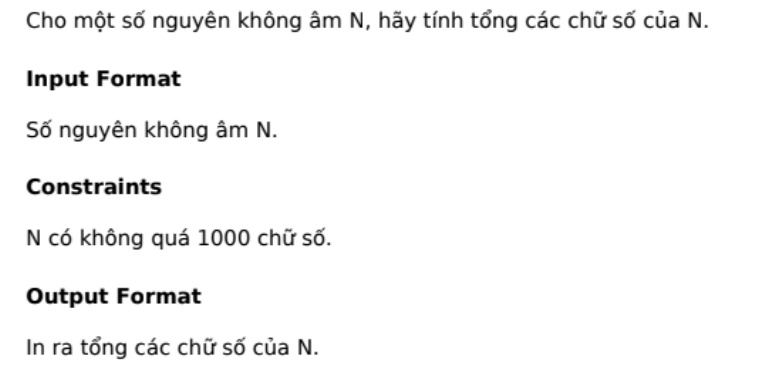 Cho một số nguyên không âm N, hãy tính tổng các chữ số của N.
Input Format
Số nguyên không âm N.
Constraints
N có không quá 1000 chữ số.
Output Format
In ra tổng các chữ số của N.